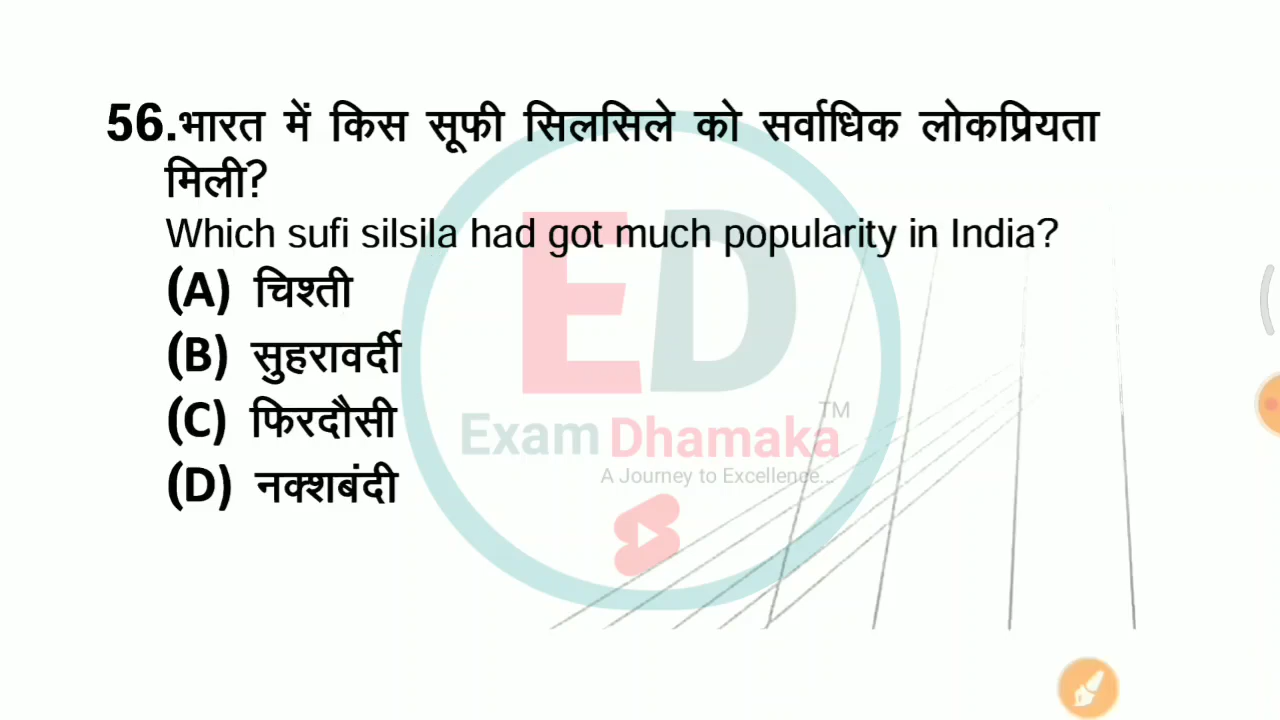 56.भारत में किस सूफी सिलसिले को सर्वाधिक लोकप्रियता
मिली?
Which sufi silsila had got much popularity in India?
(A) चिश्ती
(B) सुहरावर्दी
(C) फिरदौसी
(D) नक्शबंदी
ED
TM
Exam Dhamaka
A Journey to Excellence...